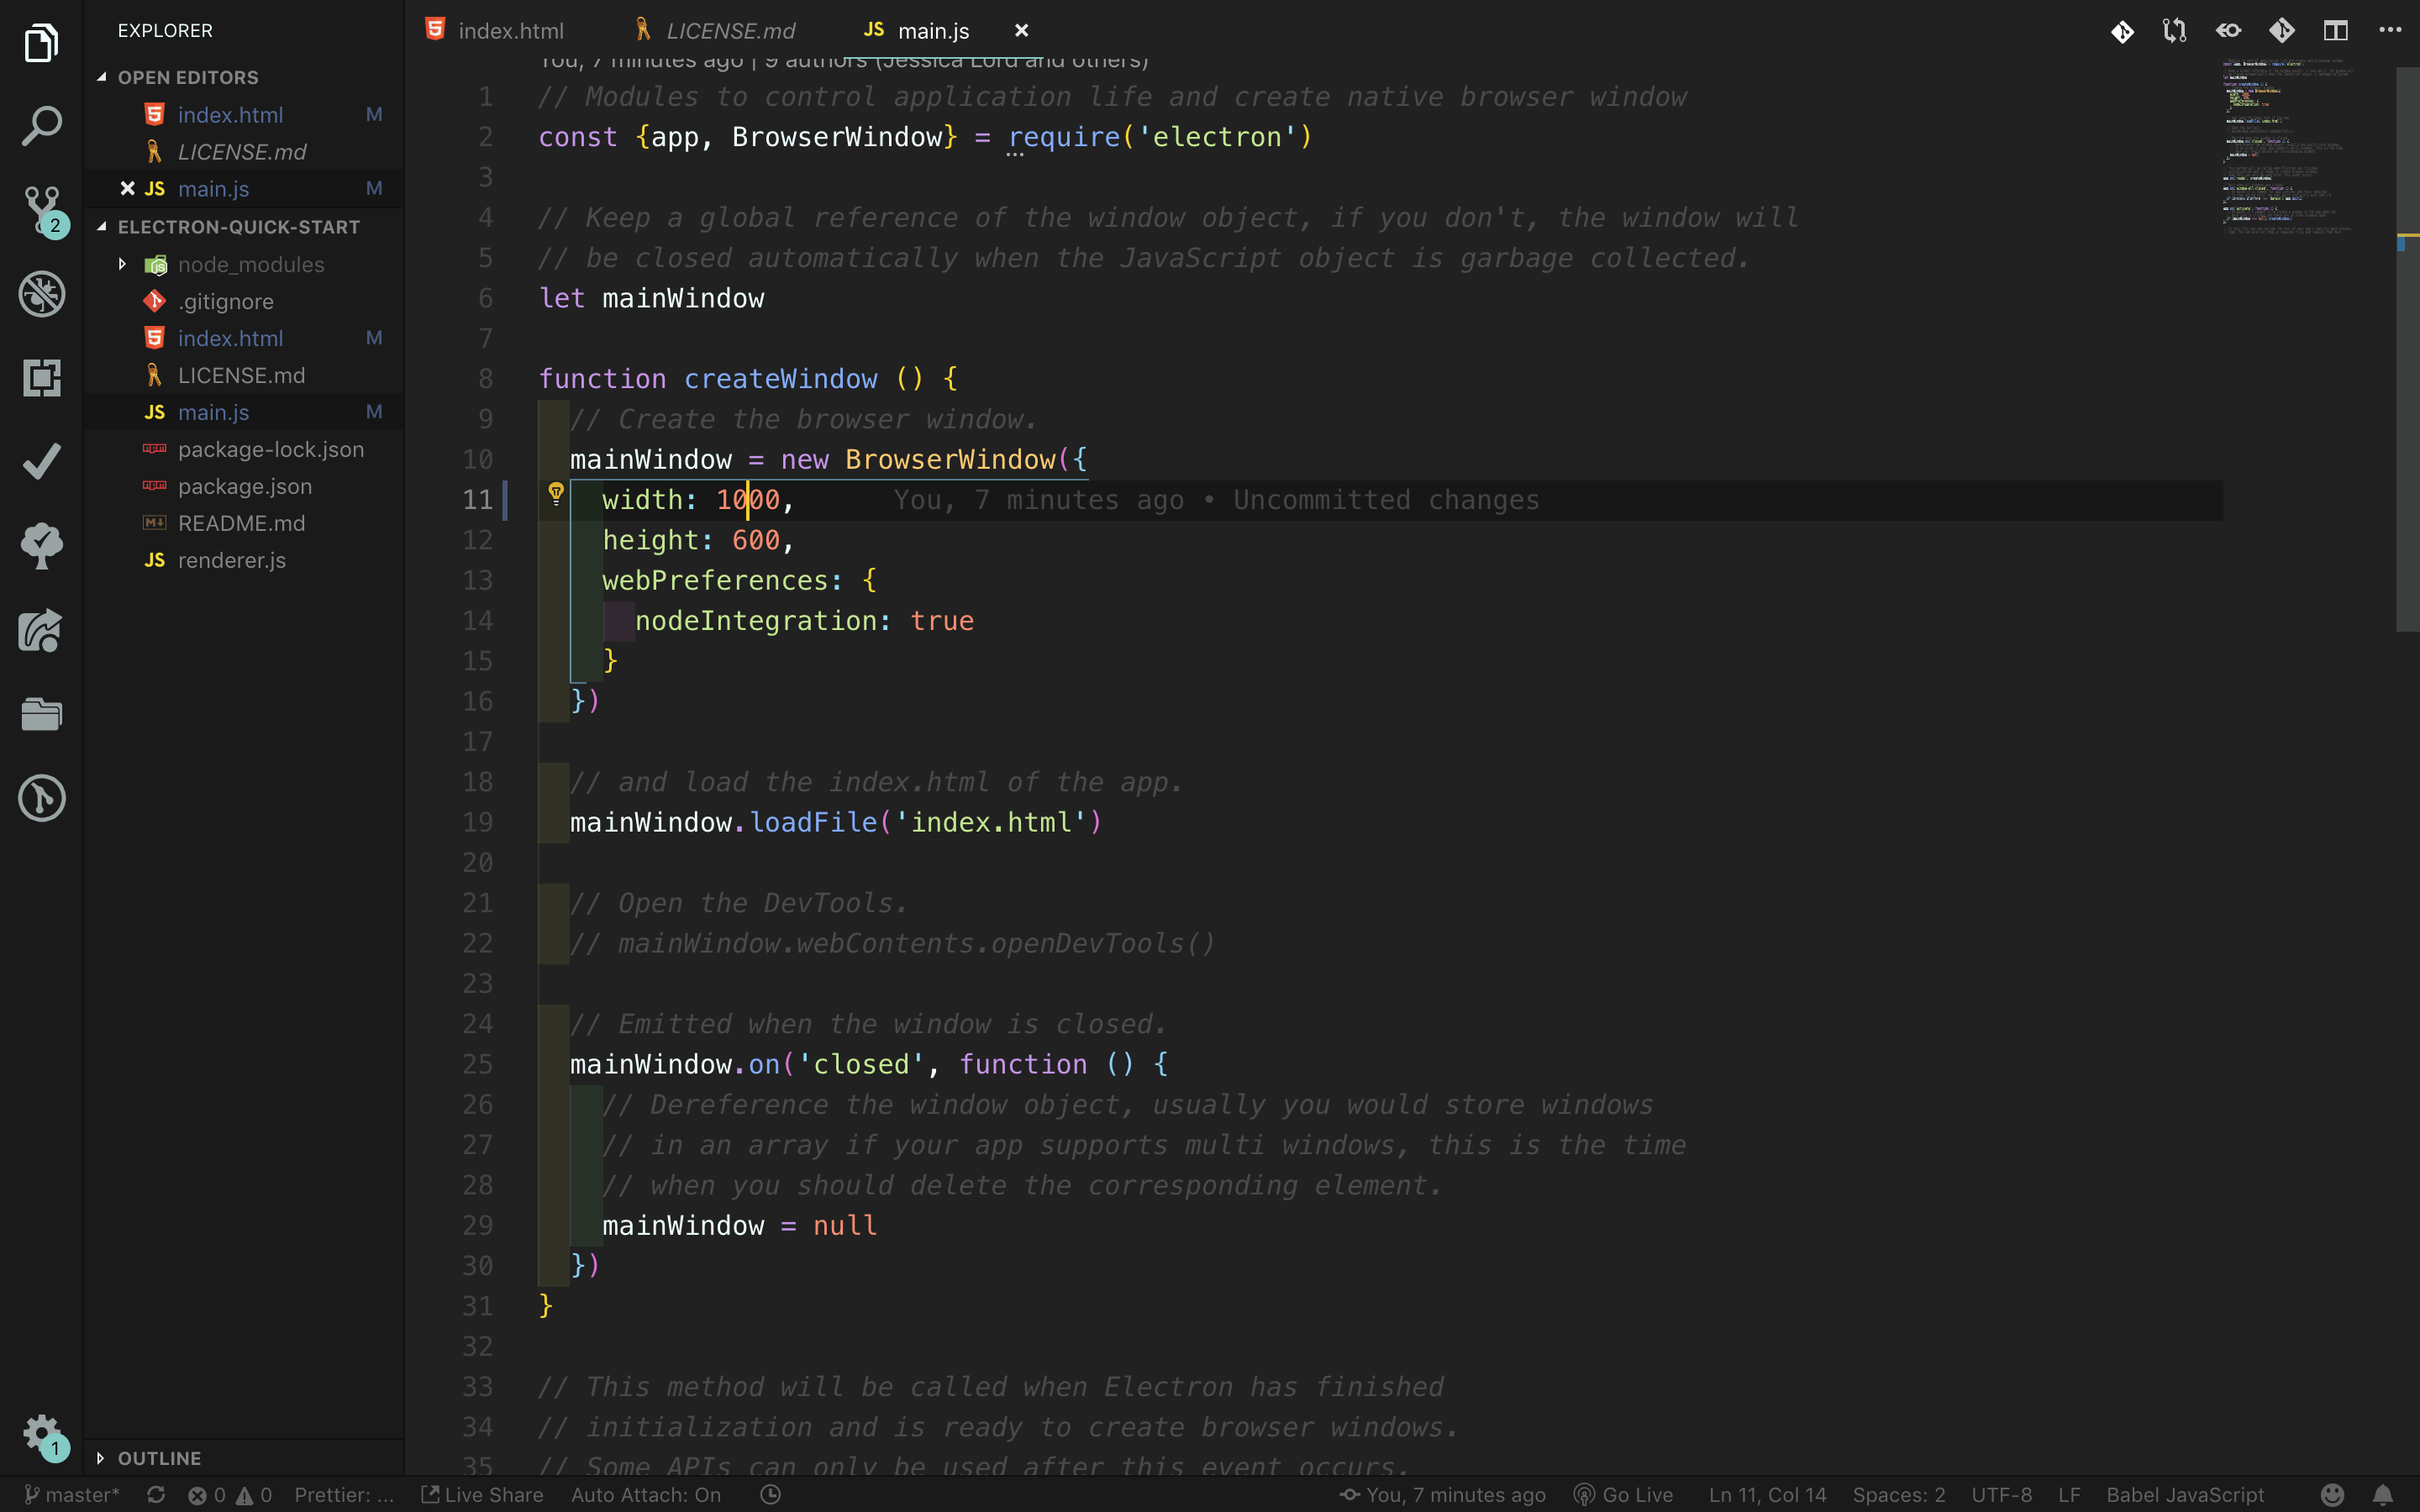 EXPLORER
OPEN EDITORS
index.html M
LICENSE.md
JS main.js M
ELECTRON-QUICK-START
node_modules
.gitignore
index.html M
LICENSE.md
JS main.js M
package-lock.json
package.json
README.md
JS renderer.js
OUTLINE
2
1
index.html LICENSE.md JS main.js
You, 7 minutes ago | 9 authors (Jessica Lord and others)
1 // Modules to control application life and create native browser window
2 const {app, BrowserWindow} = require('electron')
3
4 // Keep a global reference of the window object, if you don't, the window will
5 // be closed automatically when the JavaScript object is garbage collected.
6 let mainWindow
7
8 function createWindow () {
9 // Create the browser window.
10 mainWindow = new BrowserWindow({
11 width: 1000, You, 7 minutes ago • Uncommitted changes
12 height: 600,
13 webPreferences: {
14 nodeIntegration: true
15 }
16 })
17
18 // and load the index.html of the app.
19 mainWindow.loadFile('index.html')
20
21 // Open the DevTools.
22 // mainWindow.webContents.openDevTools()
23
24 // Emitted when the window is closed.
25 mainWindow.on('closed', function () {
26 // Dereference the window object, usually you would store windows
27 // in an array if your app supports multi windows, this is the time
28 // when you should delete the corresponding element.
29 mainWindow = null
30 })
31 }
32
33 // This method will be called when Electron has finished
34 // initialization and is ready to create browser windows.
35 // Some APIs can only be used after this event occurs.
master* 0 0 Prettier: ... Live Share Auto Attach: On You, 7 minutes ago Go Live Ln 11, Col 14 Spaces: 2 UTF-8 LF Babel JavaScript